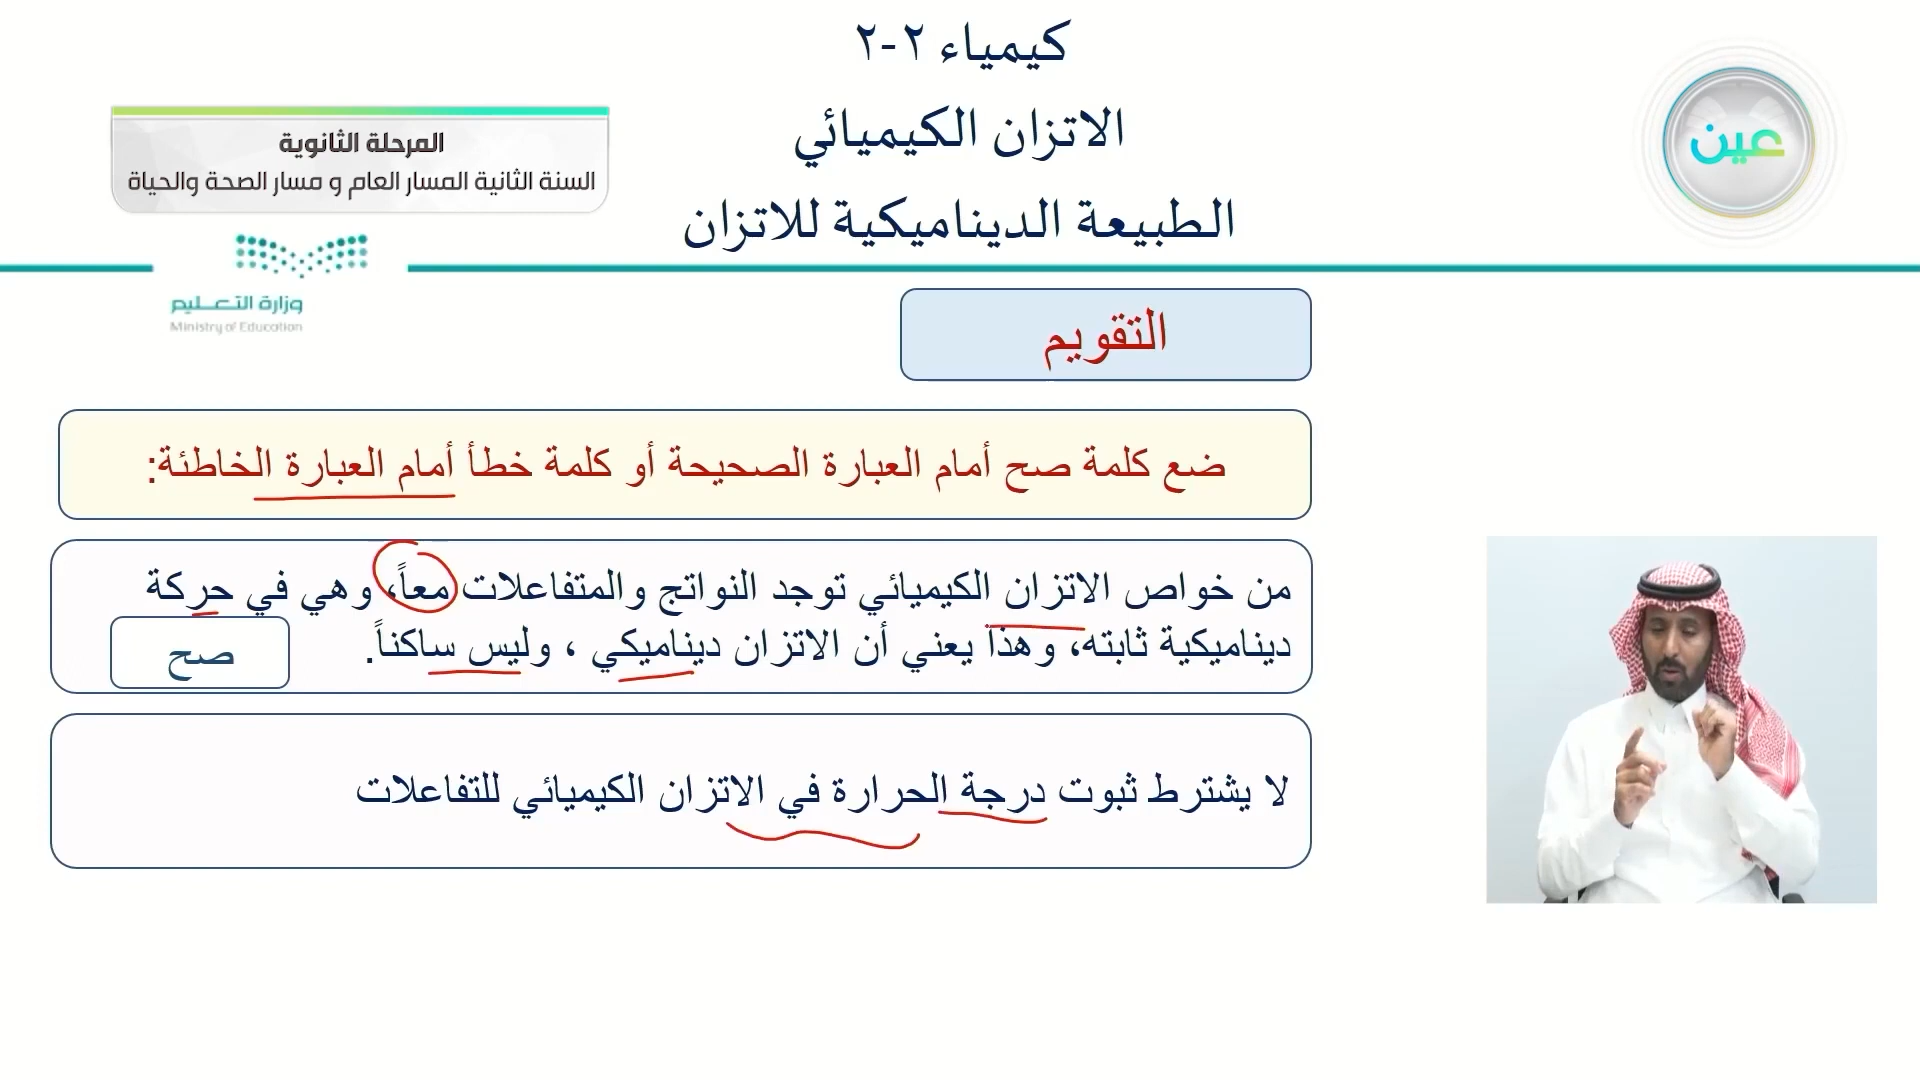 كيمياء ٢-٢
الاتزان الكيميائي
الطبيعة الديناميكية للاتزان
عين
المرحلة الثانوية
السنة الثانية المسار العام و مسار الصحة والحياة
وزارة التعليم
Ministry of Education
التقويم
ضع كلمة صح أمام العبارة الصحيحة أو كلمة خطأ أمام العبارة الخاطئة:
من خواص الاتزان الكيميائي توجد النواتج والمتفاعلات معاً، وهي في حركة
ديناميكية ثابته، وهذا يعني أن الاتزان ديناميكي ، وليس ساكناً.
صح
لا يشترط ثبوت درجة الحرارة في الاتزان الكيميائي للتفاعلات